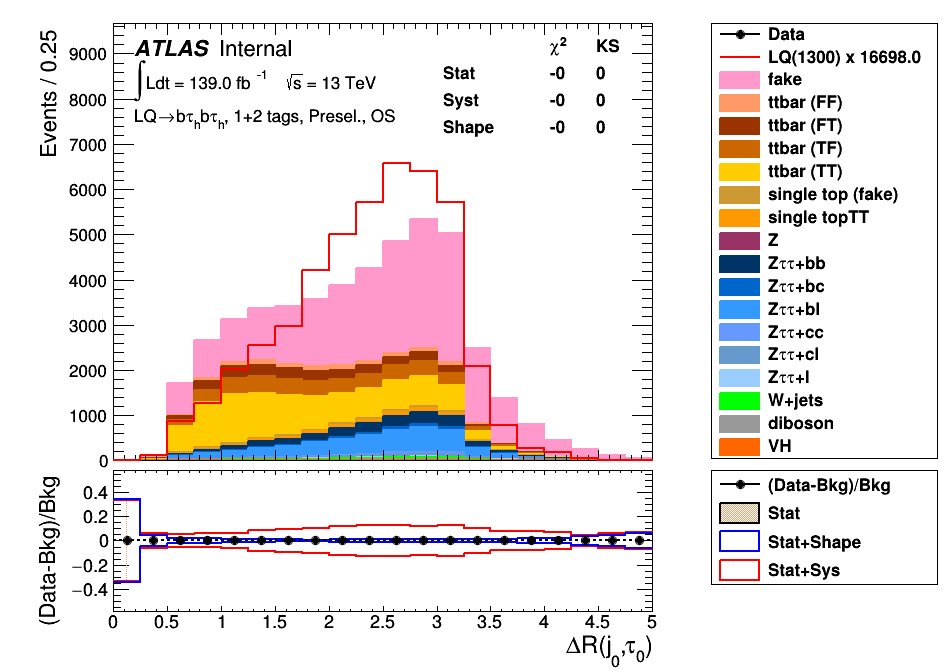 ATLAS Internal
∫Ldt = 139.0 fb⁻¹ √s = 13 TeV
LQ→bτₕbτₕ, 1+2 tags, Presel., OS
χ² KS
Stat -0 0
Syst -0 0
Shape -0 0
Events / 0.25
9000
8000
7000
6000
5000
4000
3000
2000
1000
0
Data
LQ(1300) x 16698.0
fake
ttbar (FF)
ttbar (FT)
ttbar (TF)
ttbar (TT)
single top (fake)
single topTT
Z
Zττ+bb
Zττ+bc
Zττ+bl
Zττ+cc
Zττ+cl
Zττ+l
W+jets
diboson
VH
(Data-Bkg)/Bkg
0.4
0.2
0
−0.2
−0.4
(Data-Bkg)/Bkg
Stat
Stat+Shape
Stat+Sys
0 0.5 1 1.5 2 2.5 3 3.5 4 4.5 5
ΔR(j₀,τ₀)